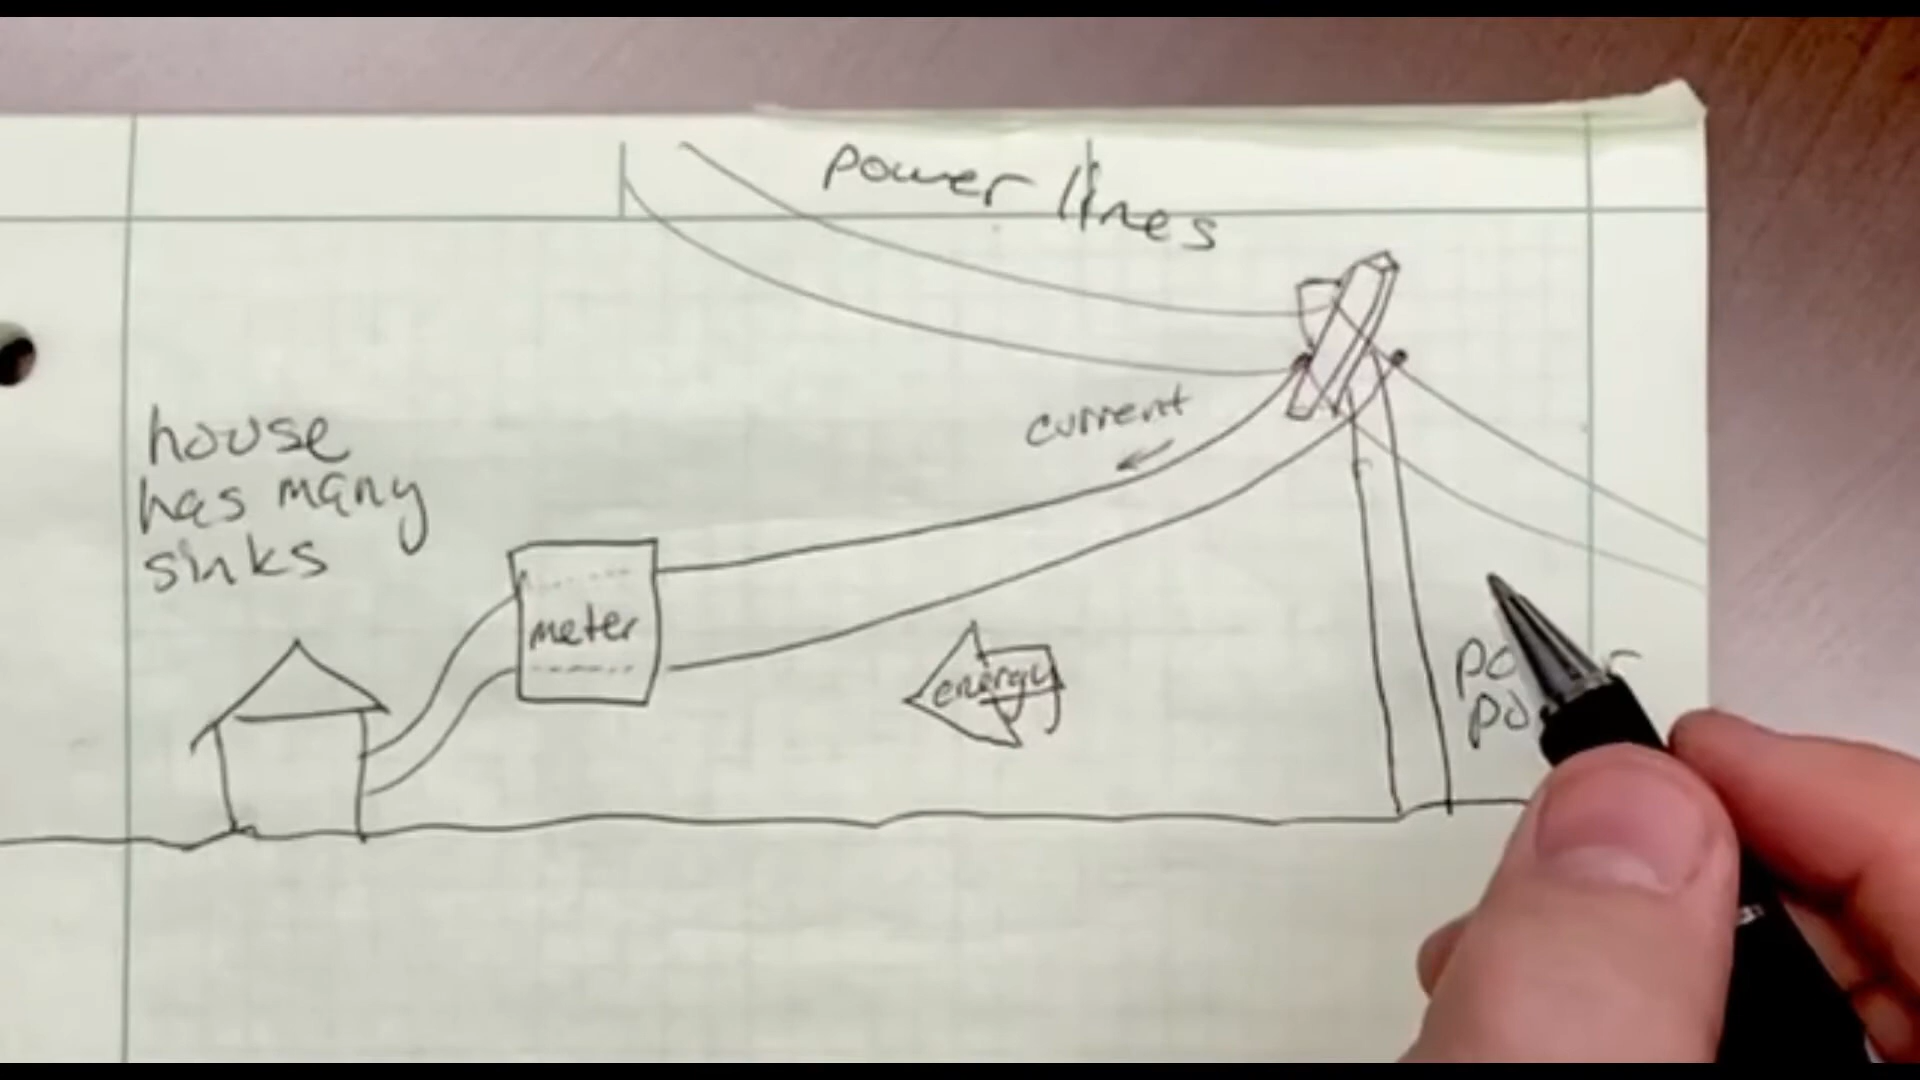 power lines
current
house
has many
sinks
meter
energy